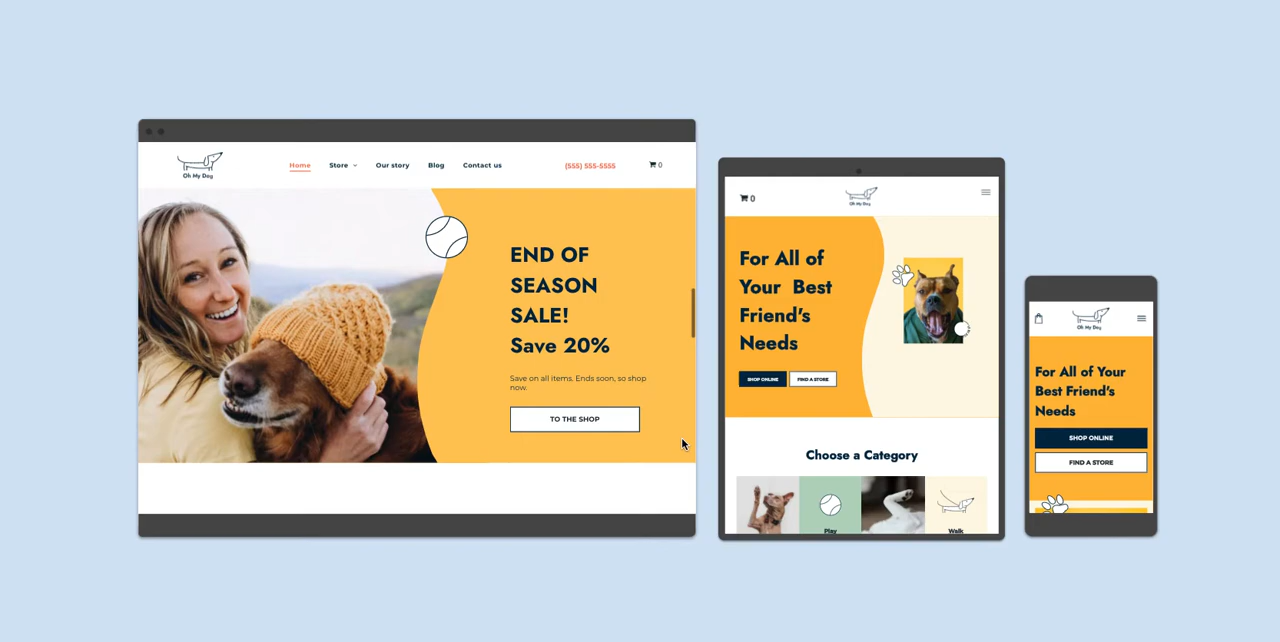 Oh My Dog
Home Store Our story Blog Contact us (555) 555-5555 0
END OF
SEASON
SALE!
Save 20%
Save on all items. Ends soon, so shop
now.
TO THE SHOP
0
Oh My Dog
For All of
Your Best
Friend's
Needs
SHOP ONLINE FIND A STORE
Choose a Category
Play Walk
Oh My Dog
For All of Your
Best Friend's
Needs
SHOP ONLINE
FIND A STORE